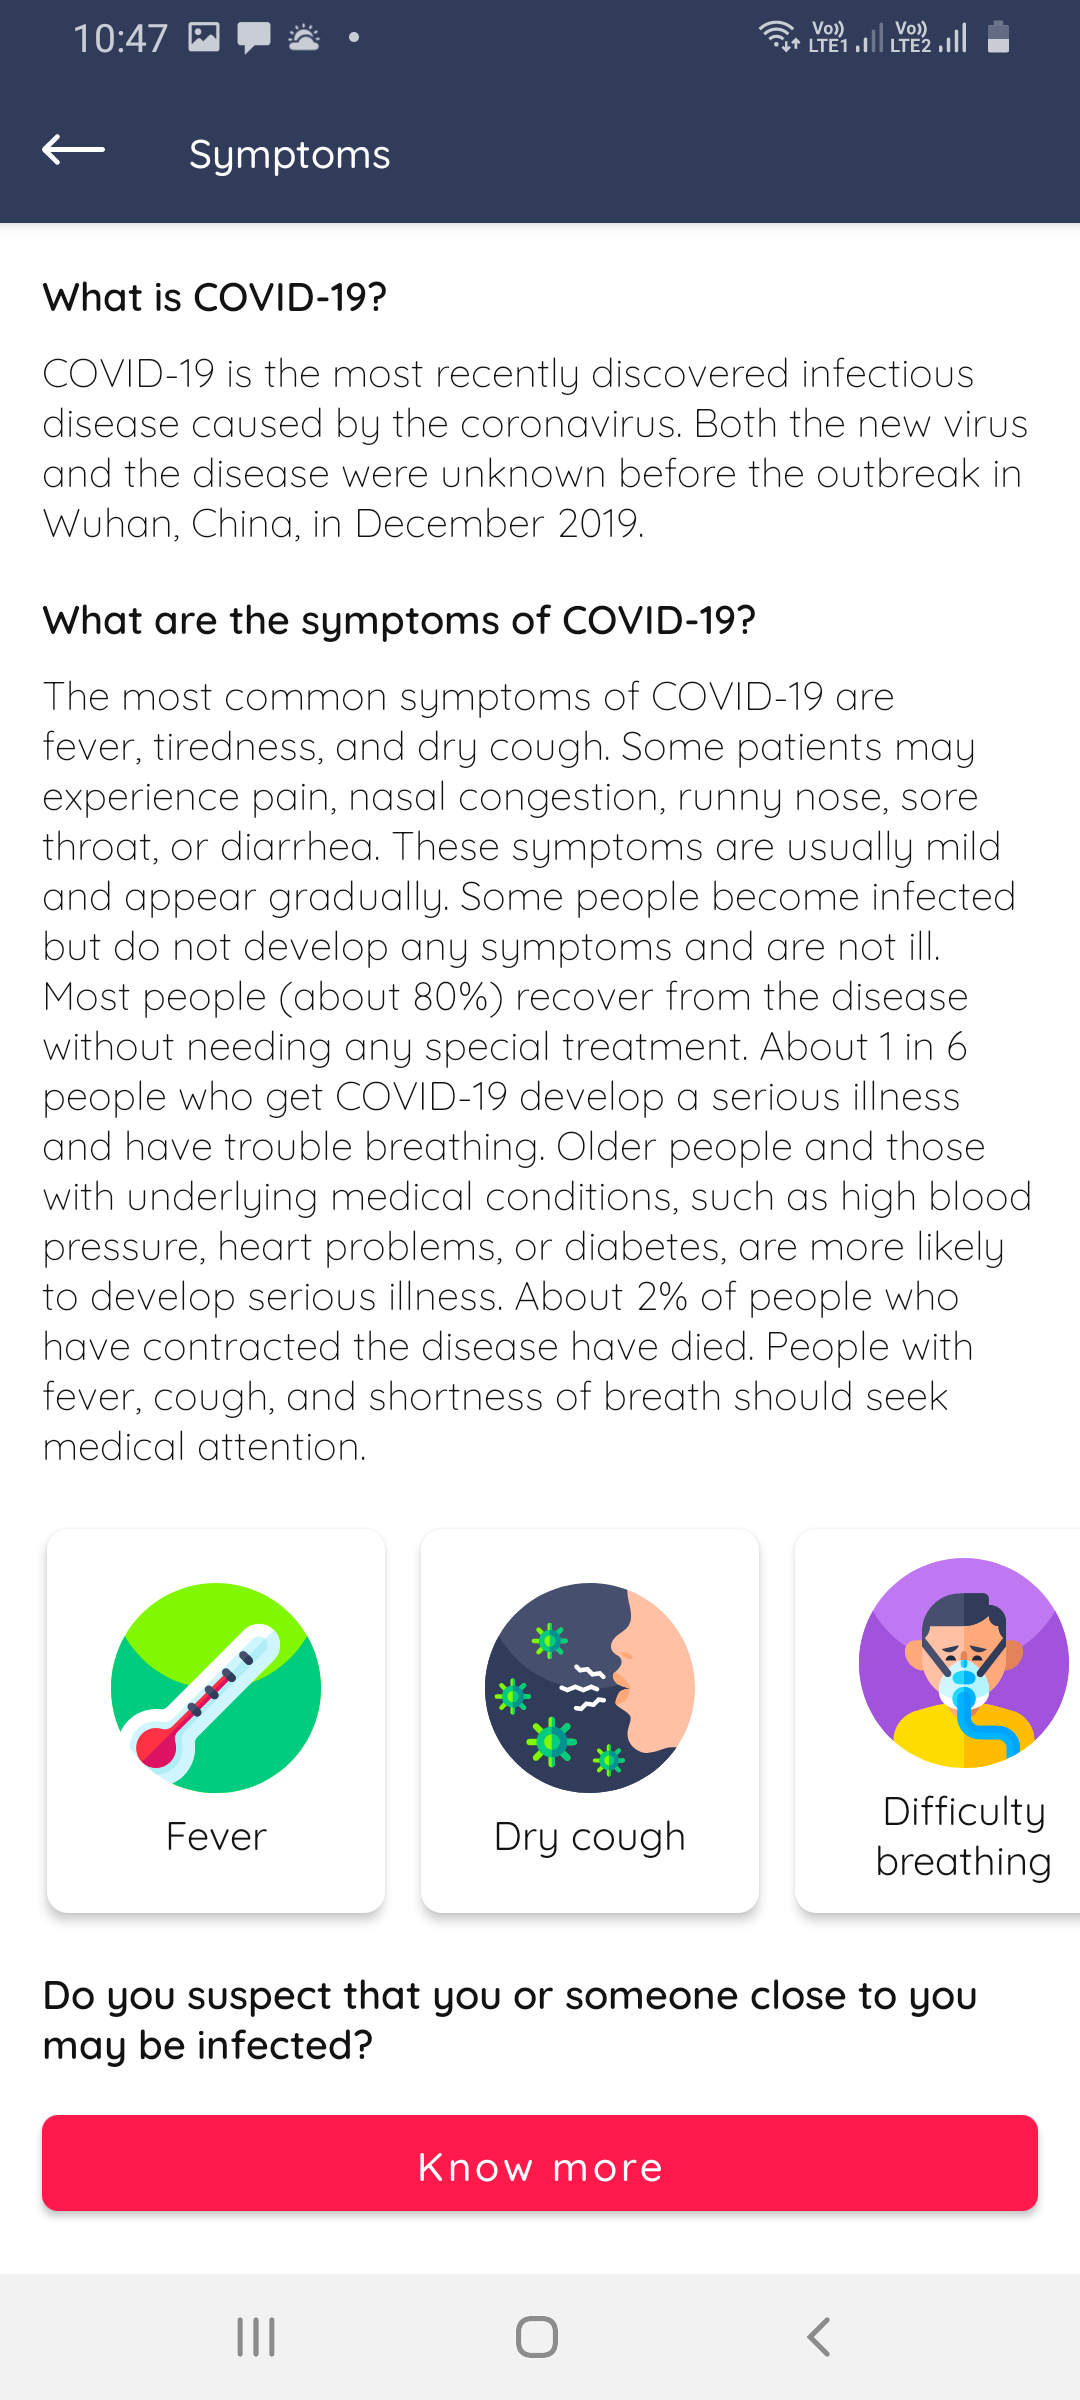 10:47
Vo)) LTE1 Vo)) LTE2
Symptoms
What is COVID-19?
COVID-19 is the most recently discovered infectious
disease caused by the coronavirus. Both the new virus
and the disease were unknown before the outbreak in
Wuhan, China, in December 2019.
What are the symptoms of COVID-19?
The most common symptoms of COVID-19 are
fever, tiredness, and dry cough. Some patients may
experience pain, nasal congestion, runny nose, sore
throat, or diarrhea. These symptoms are usually mild
and appear gradually. Some people become infected
but do not develop any symptoms and are not ill.
Most people (about 80%) recover from the disease
without needing any special treatment. About 1 in 6
people who get COVID-19 develop a serious illness
and have trouble breathing. Older people and those
with underlying medical conditions, such as high blood
pressure, heart problems, or diabetes, are more likely
to develop serious illness. About 2% of people who
have contracted the disease have died. People with
fever, cough, and shortness of breath should seek
medical attention.
Fever
Dry cough
Difficulty
breathing
Do you suspect that you or someone close to you
may be infected?
Know more